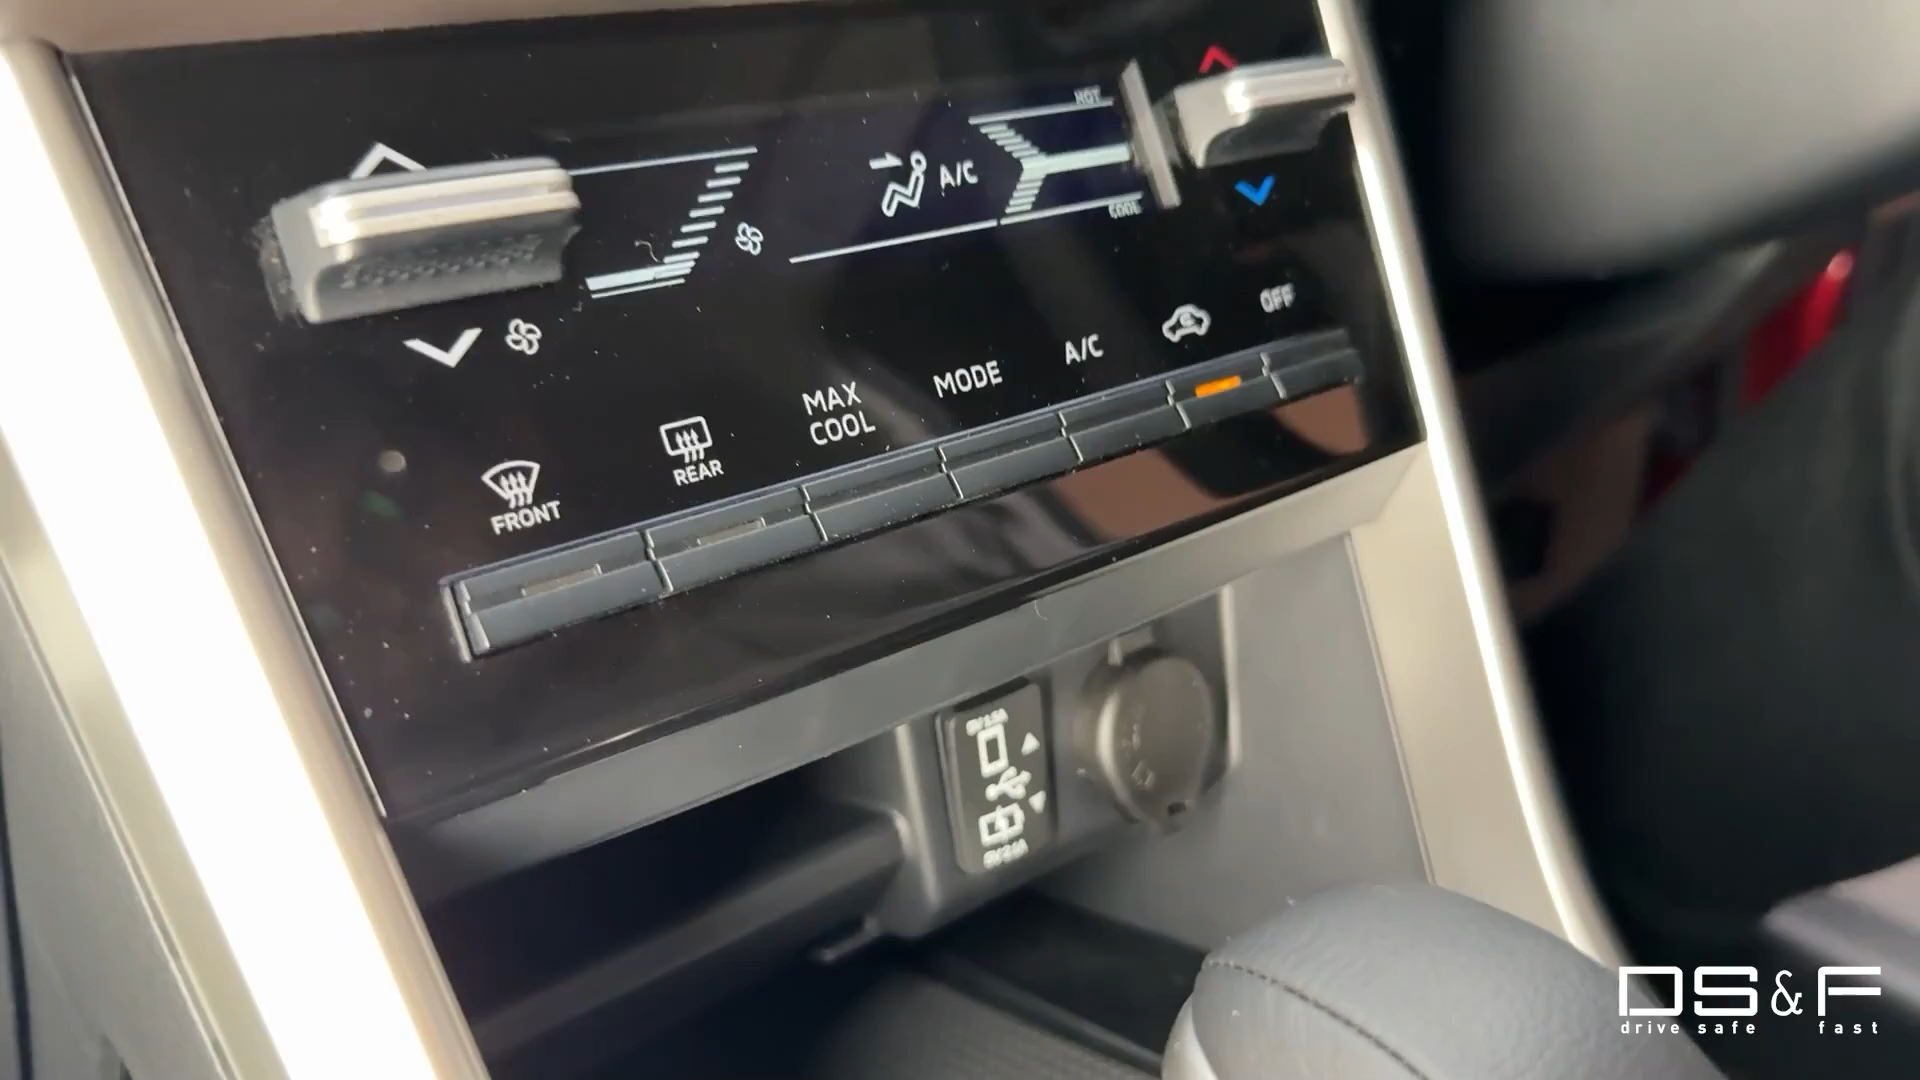 HOT
A/C
COOL
OFF
A/C
MODE
MAX
COOL
REAR
FRONT
DS&F
drive safe fast